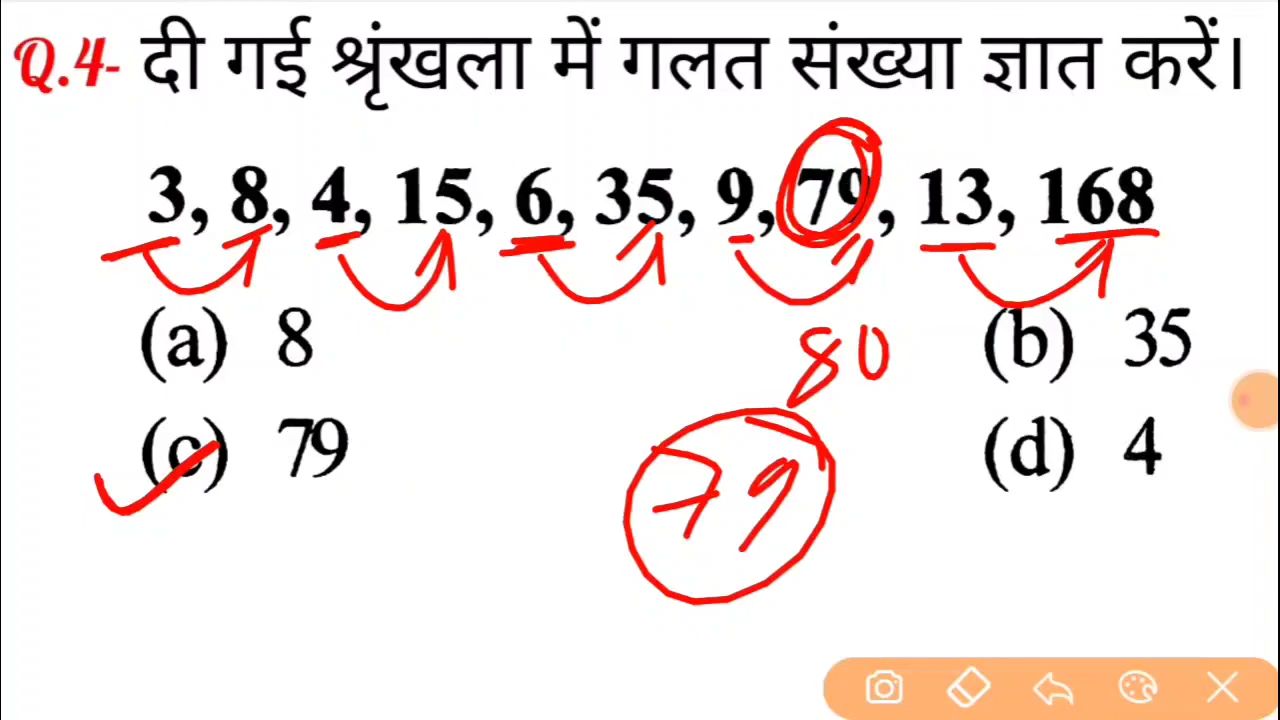 Q.4- दी गई श्रृंखला में गलत संख्या ज्ञात करें।
3, 8, 4, 15, 6, 35, 9, 79, 13, 168
(a) 8 (b) 35
80
(c) 79 (d) 4
79